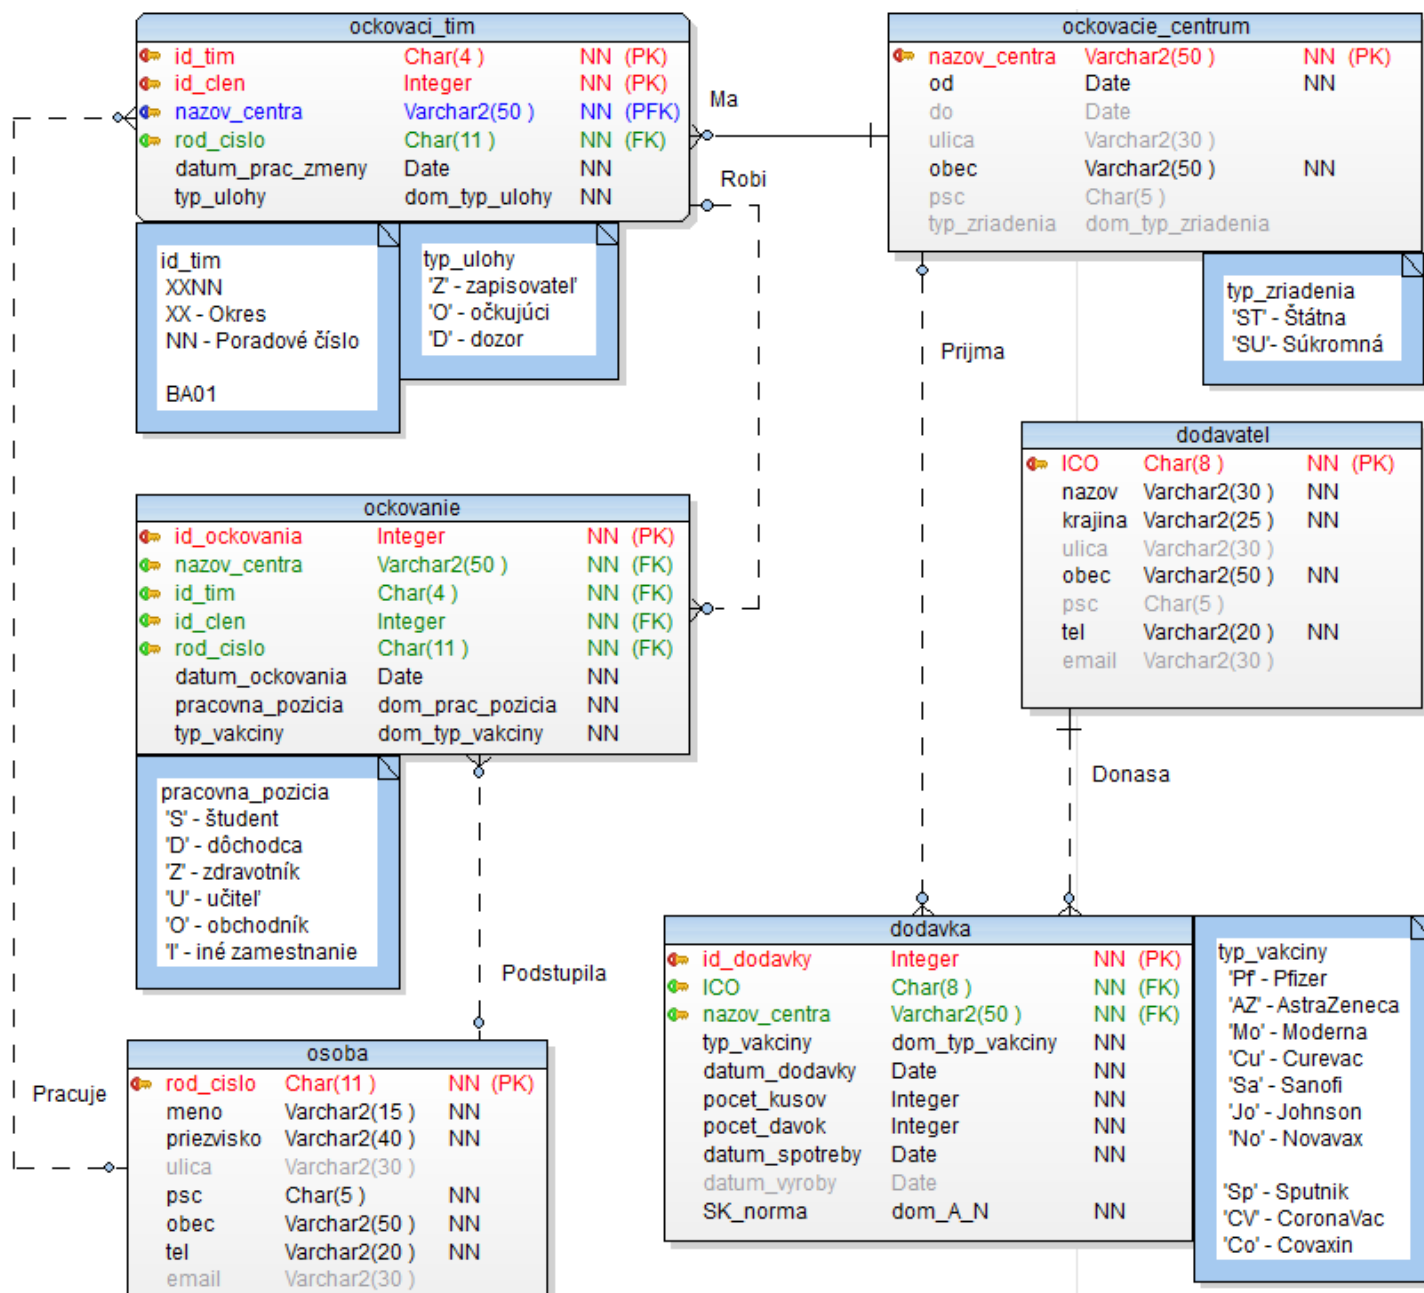 ockovaci_tim
id_tim Char(4 ) NN (PK)
id_clen Integer NN (PK)
nazov_centra Varchar2(50 ) NN (PFK)
rod_cislo Char(11 ) NN (FK)
datum_prac_zmeny Date NN
typ_ulohy dom_typ_ulohy NN
Ma
Robi
ockovacie_centrum
nazov_centra Varchar2(50 ) NN (PK)
od Date NN
do Date
ulica Varchar2(30 )
obec Varchar2(50 ) NN
psc Char(5 )
typ_zriadenia dom_typ_zriadenia
id_tim
XXNN
XX - Okres
NN - Poradové číslo
BA01
typ_ulohy
'Z' - zapisovateľ
'O' - očkujúci
'D' - dozor
typ_zriadenia
'ST' - Štátna
'SU'- Súkromná
Prijma
dodavatel
ICO Char(8 ) NN (PK)
nazov Varchar2(30 ) NN
krajina Varchar2(25 ) NN
ulica Varchar2(30 )
obec Varchar2(50 ) NN
psc Char(5 )
tel Varchar2(20 ) NN
email Varchar2(30 )
ockovanie
id_ockovania Integer NN (PK)
nazov_centra Varchar2(50 ) NN (FK)
id_tim Char(4 ) NN (FK)
id_clen Integer NN (FK)
rod_cislo Char(11 ) NN (FK)
datum_ockovania Date NN
pracovna_pozicia dom_prac_pozicia NN
typ_vakciny dom_typ_vakciny NN
Donasa
pracovna_pozicia
'S' - študent
'D' - dôchodca
'Z' - zdravotník
'U' - učiteľ
'O' - obchodník
'I' - iné zamestnanie
Podstupila
dodavka
id_dodavky Integer NN (PK)
ICO Char(8 ) NN (FK)
nazov_centra Varchar2(50 ) NN (FK)
typ_vakciny dom_typ_vakciny NN
datum_dodavky Date NN
pocet_kusov Integer NN
pocet_davok Integer NN
datum_spotreby Date NN
datum_vyroby Date
SK_norma dom_A_N NN
typ_vakciny
'Pf' - Pfizer
'AZ' - AstraZeneca
'Mo' - Moderna
'Cu' - Curevac
'Sa' - Sanofi
'Jo' - Johnson
'No' - Novavax
'Sp' - Sputnik
'CV' - CoronaVac
'Co' - Covaxin
Pracuje
osoba
rod_cislo Char(11 ) NN (PK)
meno Varchar2(15 ) NN
priezvisko Varchar2(40 ) NN
ulica Varchar2(30 )
psc Char(5 ) NN
obec Varchar2(50 ) NN
tel Varchar2(20 ) NN
email Varchar2(30 )